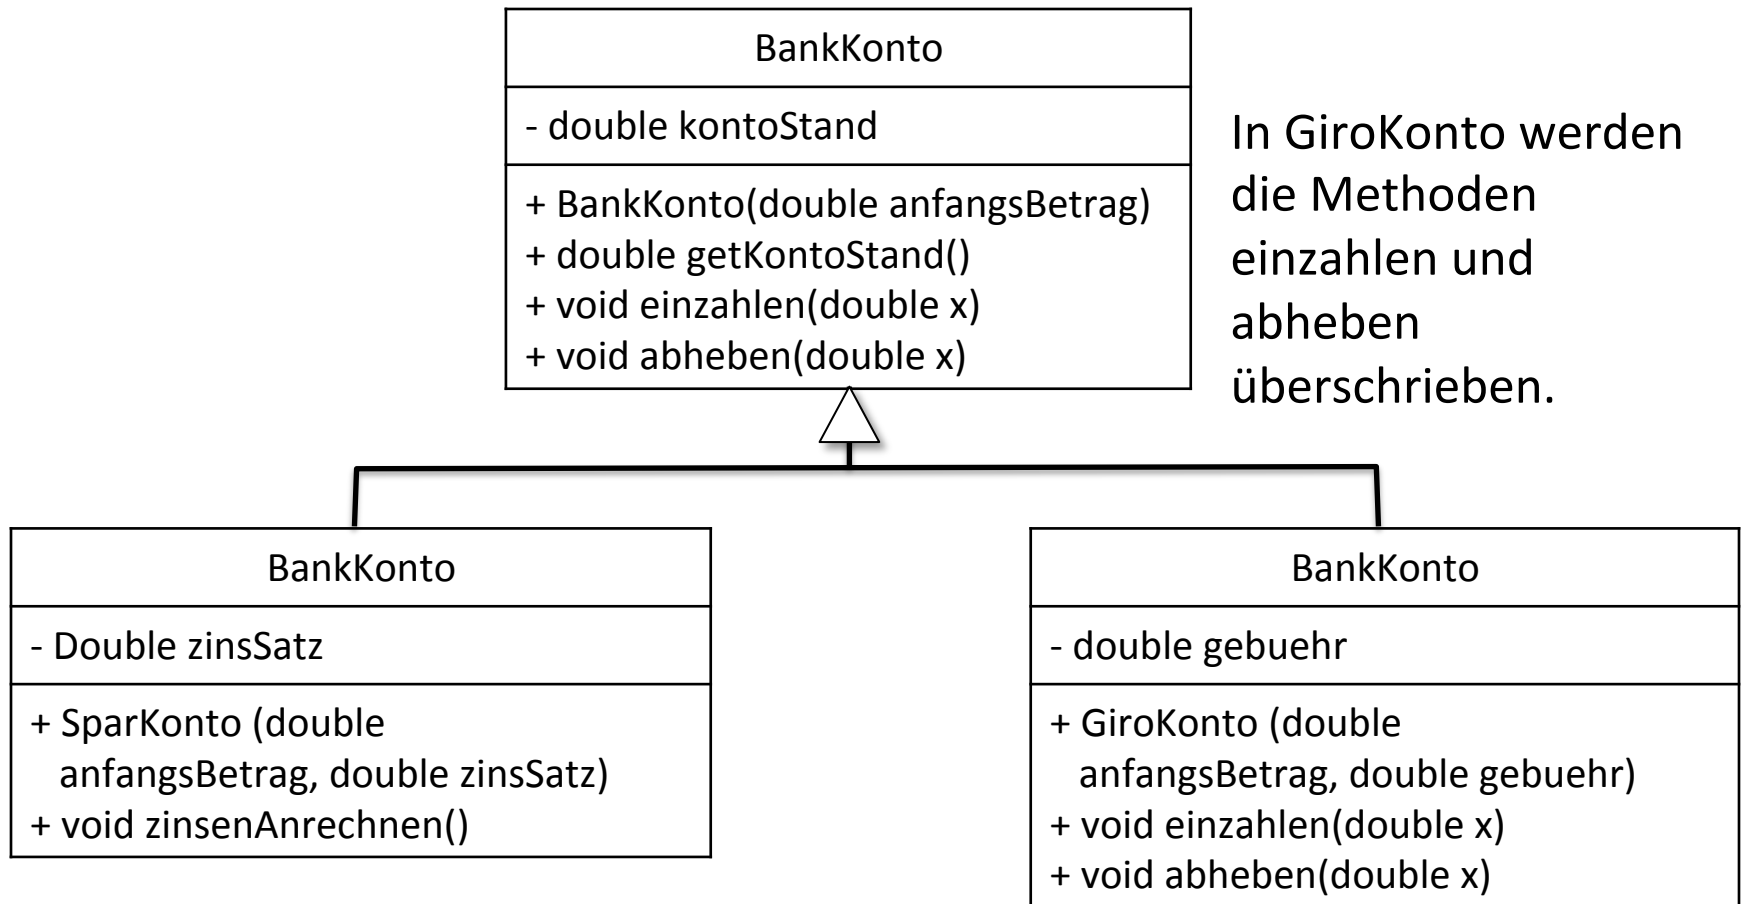 BankKonto
- double kontoStand
+ BankKonto(double anfangsBetrag)
+ double getKontoStand()
+ void einzahlen(double x)
+ void abheben(double x)
In GiroKonto werden
die Methoden
einzahlen und
abheben
überschrieben.
BankKonto
- Double zinsSatz
+ SparKonto (double
anfangsBetrag, double zinsSatz)
+ void zinsenAnrechnen()
BankKonto
- double gebuehr
+ GiroKonto (double
anfangsBetrag, double gebuehr)
+ void einzahlen(double x)
+ void abheben(double x)